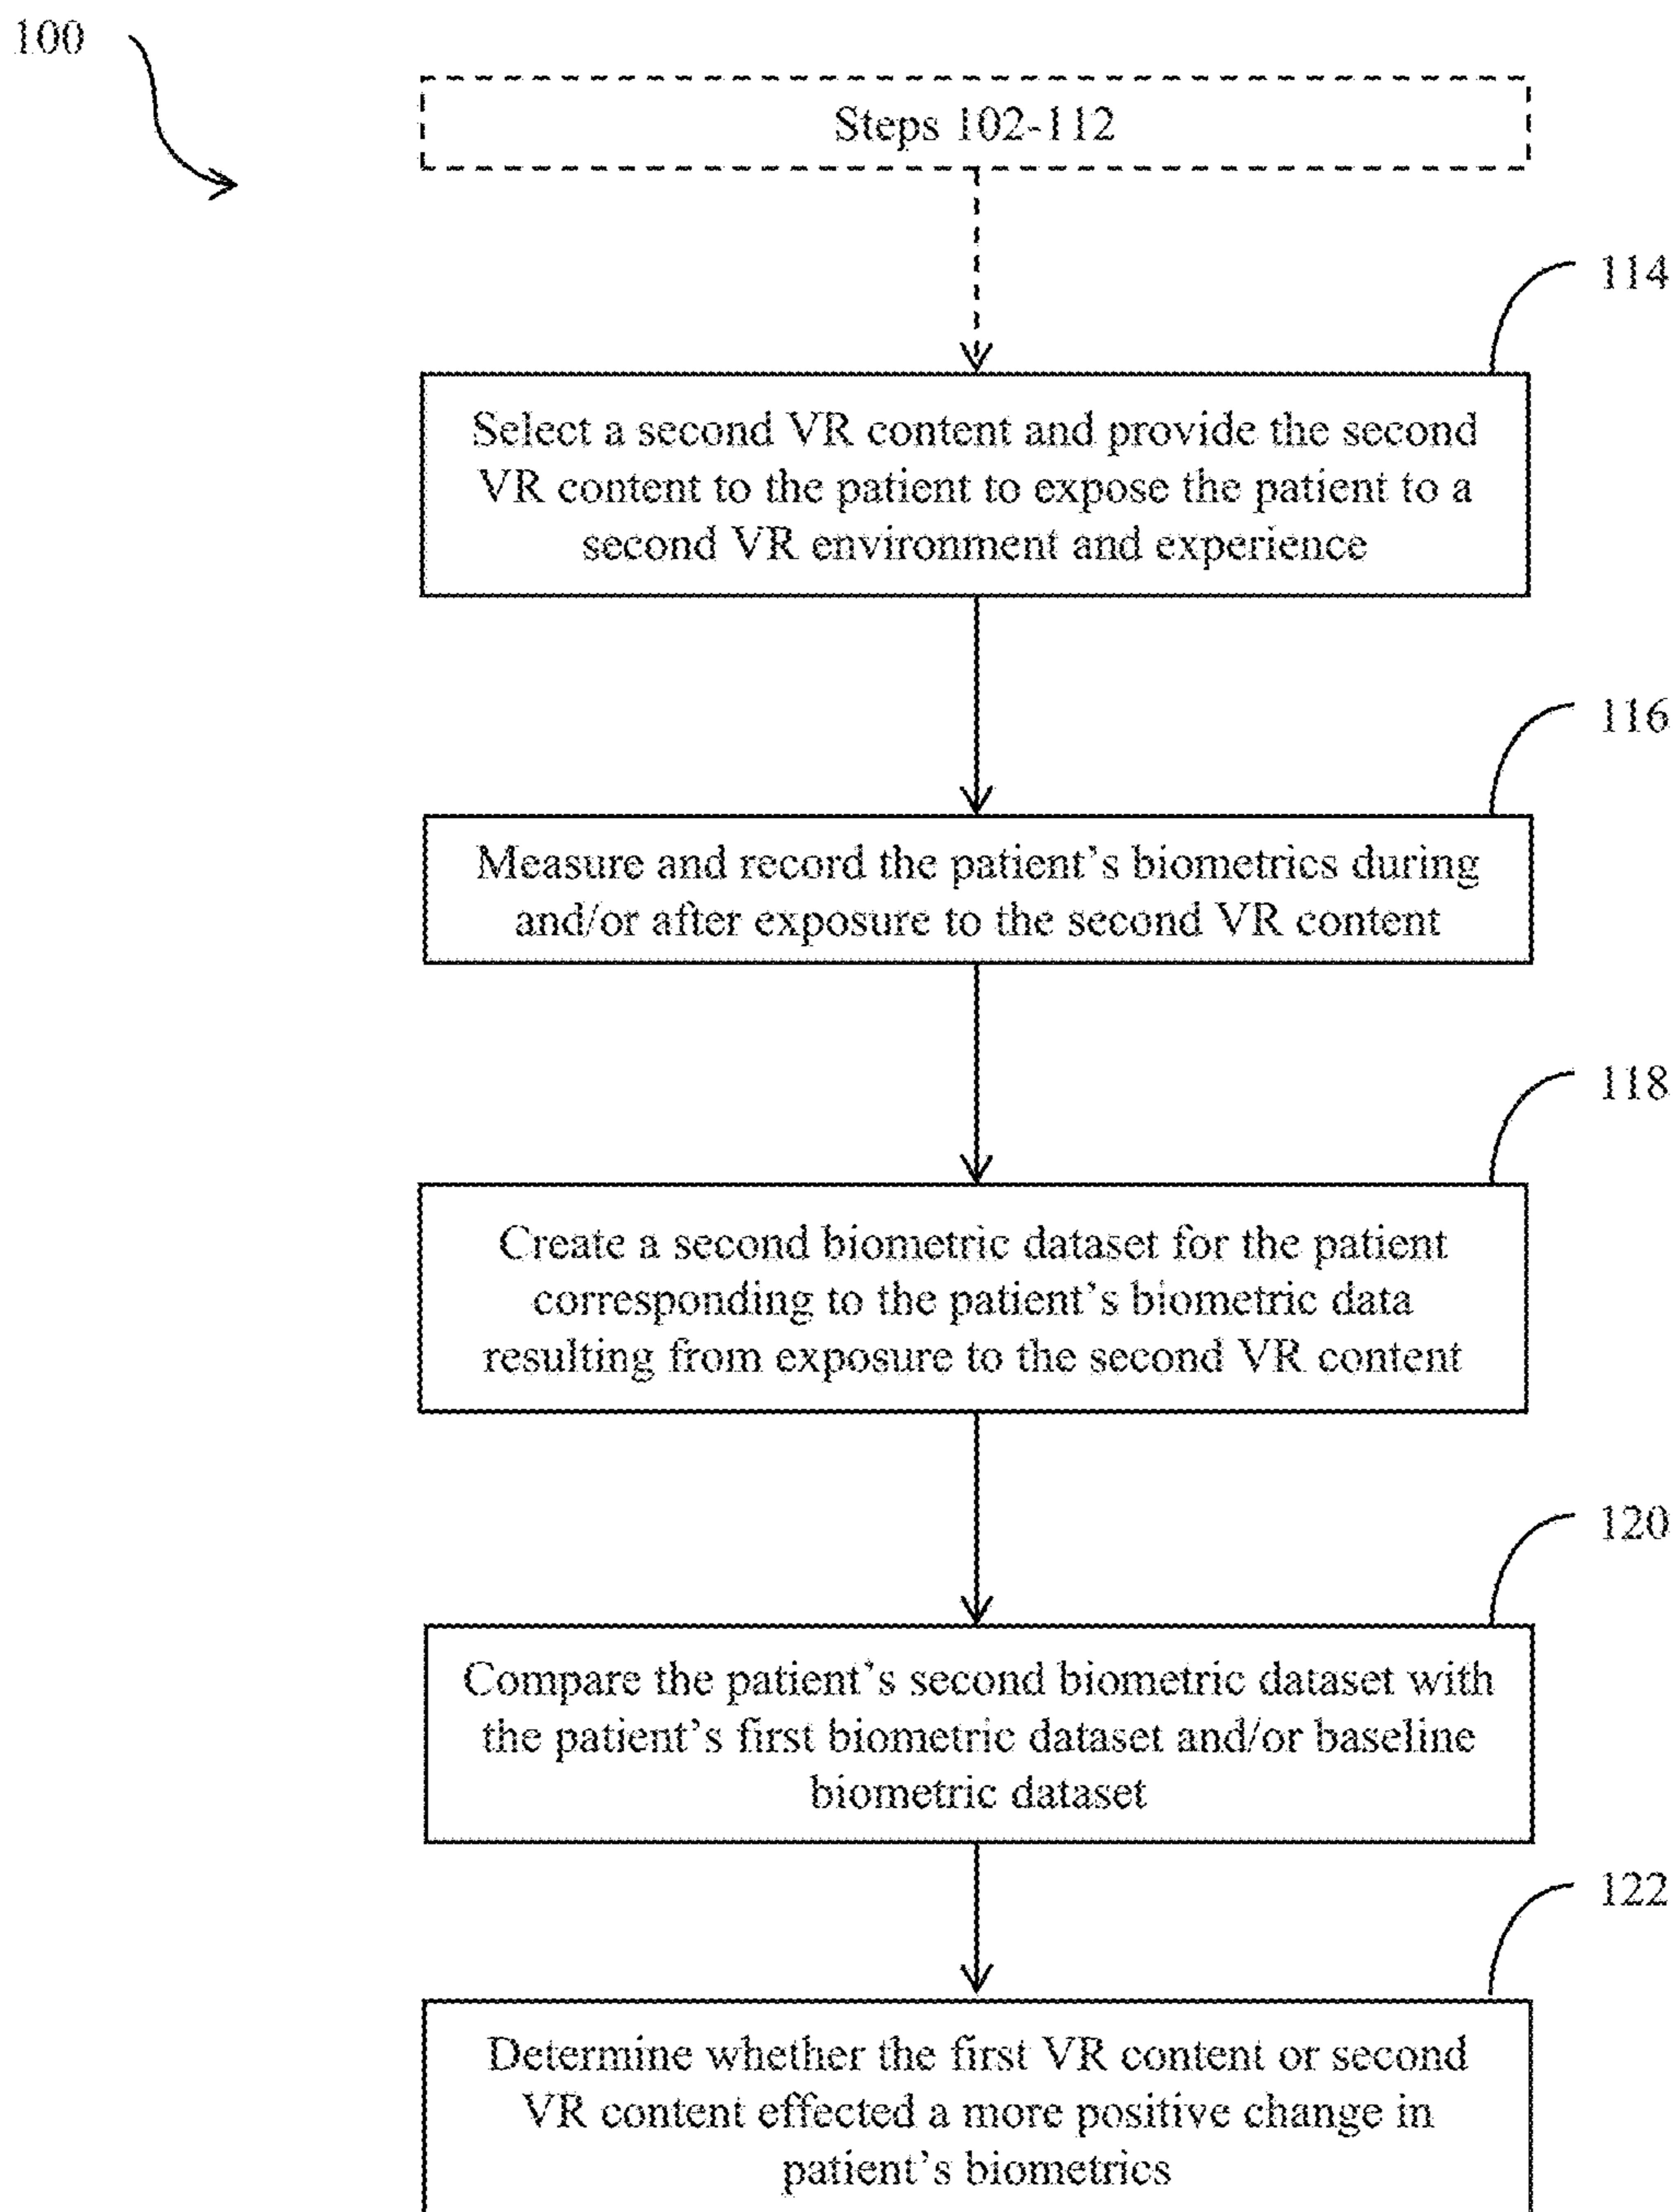 100
Steps 102-112
114
Select a second VR content and provide the second
VR content to the patient to expose the patient to a
second VR environment and experience
116
Measure and record the patient's biometrics during
and/or after exposure to the second VR content
118
Create a second biometric dataset for the patient
corresponding to the patient's biometric data
resulting from exposure to the second VR content
120
Compare the patient's second biometric dataset with
the patient's first biometric dataset and/or baseline
biometric dataset
122
Determine whether the first VR content or second
VR content effected a more positive change in
patient's biometrics